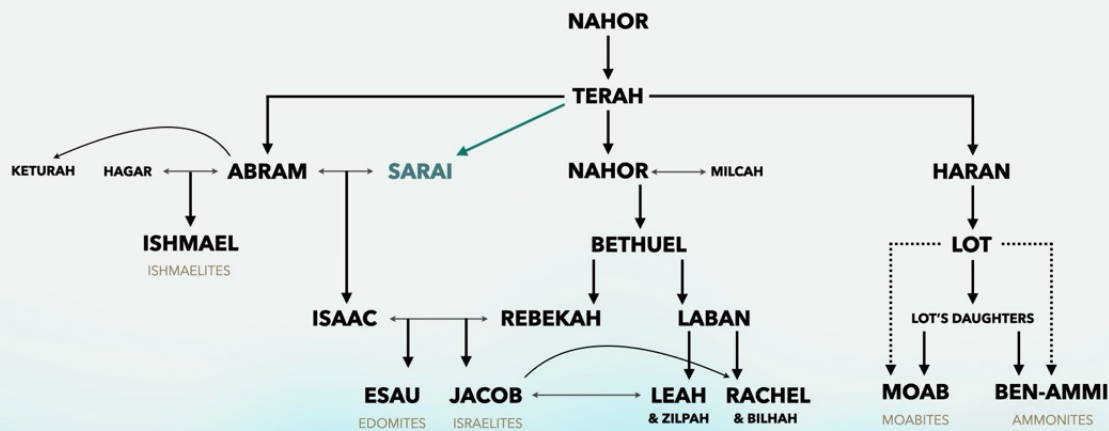 NAHOR
TERAH
KETURAH
HAGAR
ABRAM
SARAI
NAHOR
MILCAH
HARAN
ISHMAEL
ISHMAELITES
BETHUEL
LOT
ISAAC
REBEKAH
LABAN
LOT'S DAUGHTERS
ESAU
EDOMITES
JACOB
ISRAELITES
LEAH
& ZILPAH
RACHEL
& BILHAH
MOAB
MOABITES
BEN-AMMI
AMMONITES